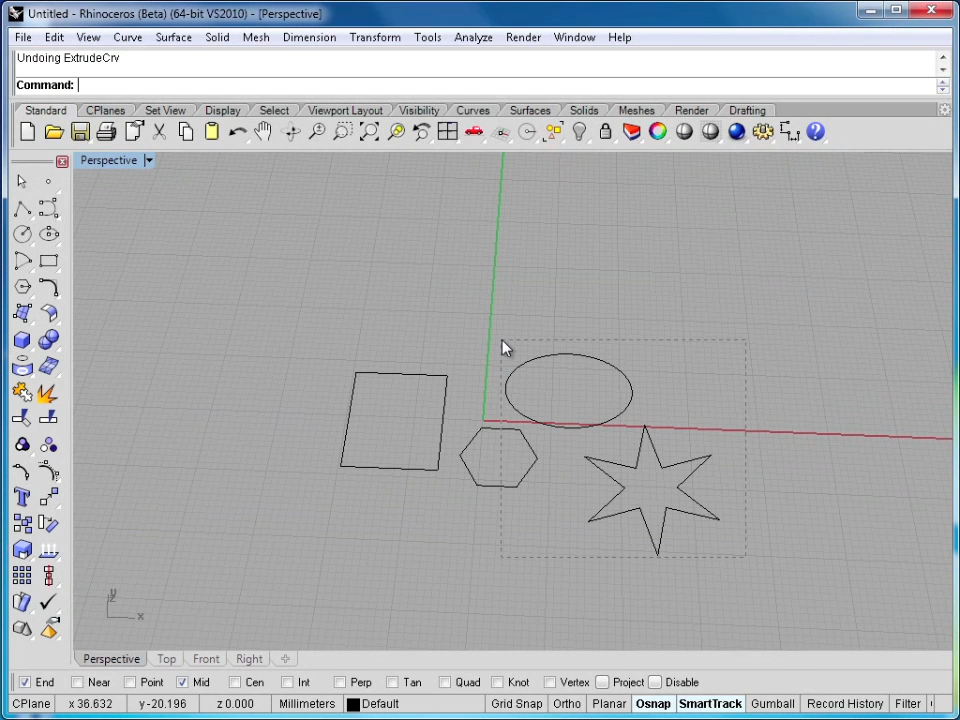 Untitled - Rhinoceros (Beta) (64-bit VS2010) - [Perspective]
File Edit View Curve Surface Solid Mesh Dimension Transform Tools Analyze Render Window Help
Undoing ExtrudeCrv
Command:
Standard CPlanes Set View Display Select Viewport Layout Visibility Curves Surfaces Solids Meshes Render Drafting
Perspective
y
z
x
Perspective Top Front Right
End Near Point Mid Cen Int Perp Tan Quad Knot Vertex Project Disable
CPlane x 36.632 y -20.196 z 0.000 Millimeters Default Grid Snap Ortho Planar Osnap SmartTrack Gumball Record History Filter